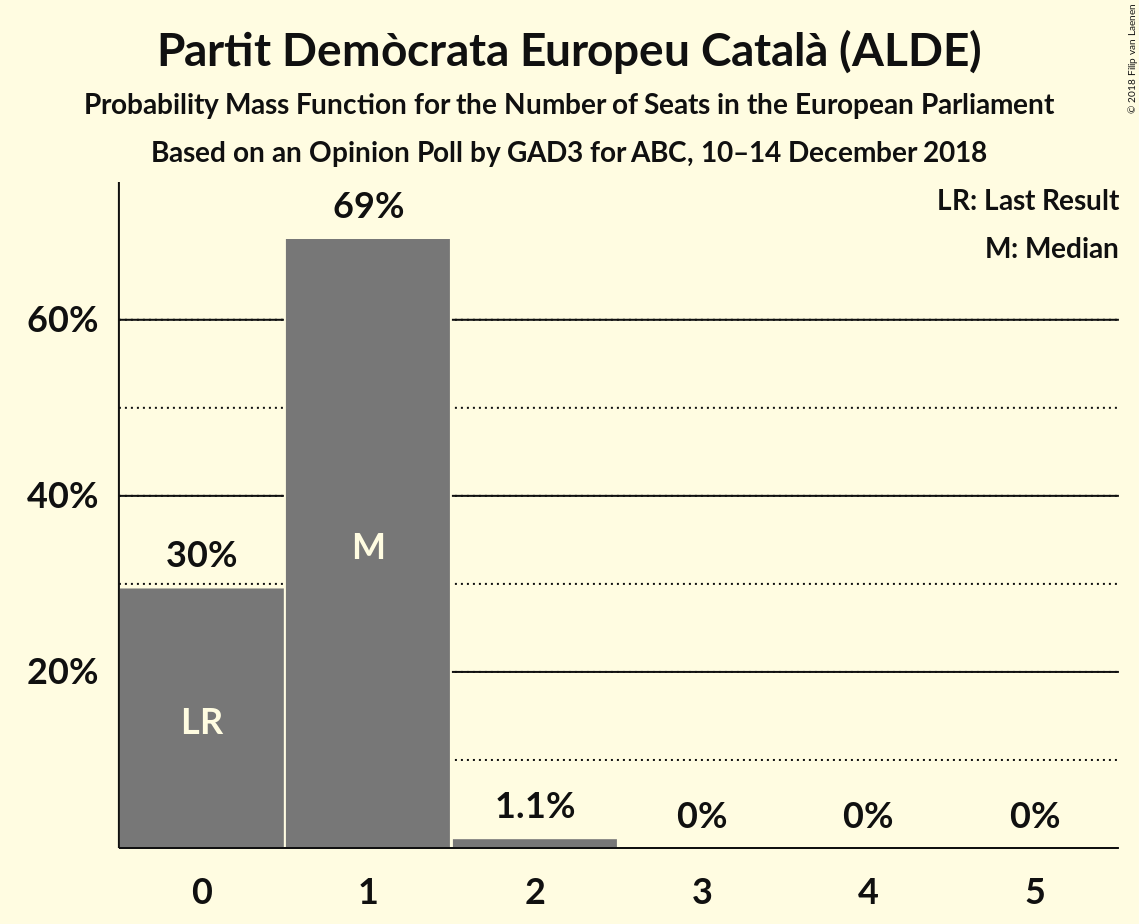 Partit Demòcrata Europeu Català (ALDE)
Probability Mass Function for the Number of Seats in the European Parliament
Based on an Opinion Poll by GAD3 for ABC, 10–14 December 2018
© 2018 Filip van Laenen
LR: Last Result
M: Median
69%
60%
40%
30%
M
20%
LR
1.1%
0%
0%
0%
0
1
2
3
4
5